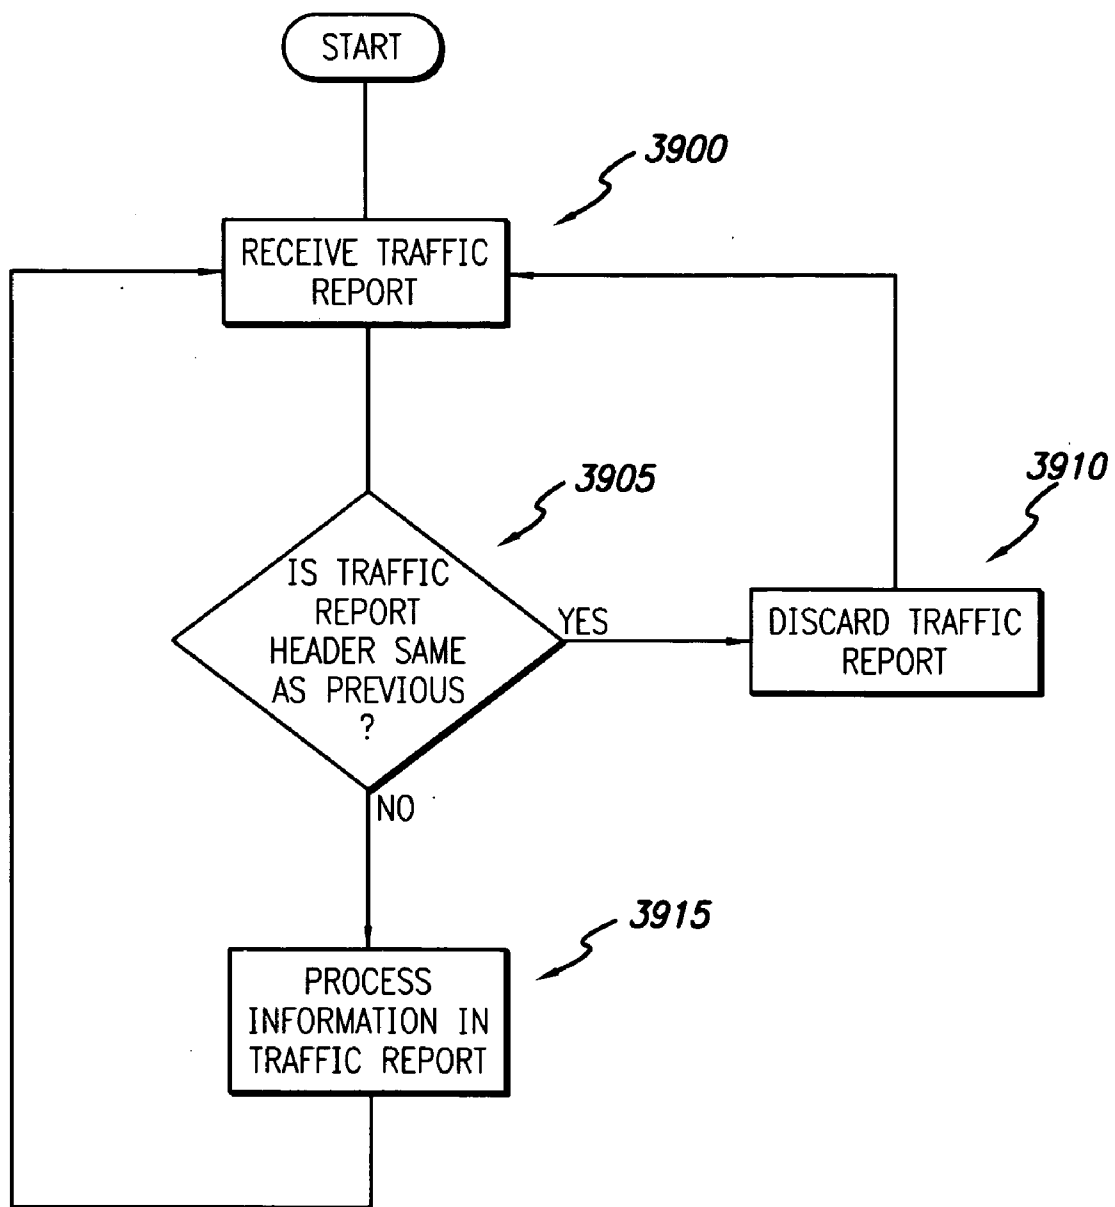 START
3900
RECEIVE TRAFFIC
REPORT
3905
3910
IS TRAFFIC
REPORT
HEADER SAME
AS PREVIOUS
?
YES
DISCARD TRAFFIC
REPORT
NO
3915
PROCESS
INFORMATION IN
TRAFFIC REPORT